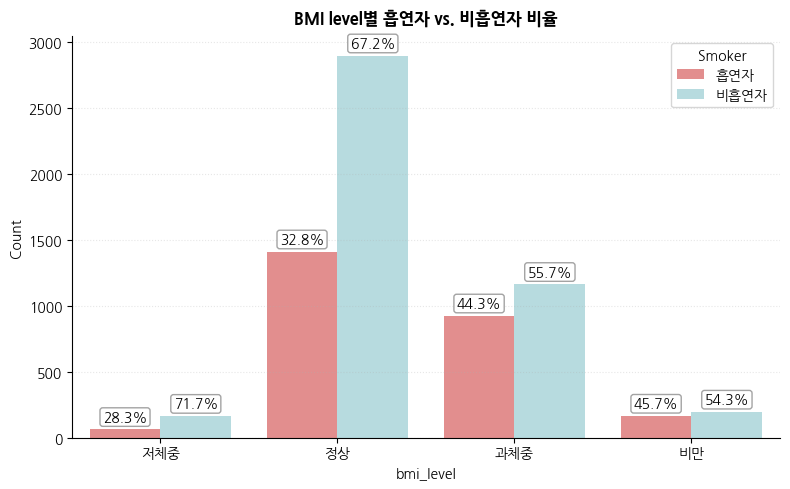 BMI level별 흡연자 vs. 비흡연자 비율
Smoker
흡연자
비흡연자
Count
3000
2500
2000
1500
1000
500
0
28.3%
71.7%
32.8%
67.2%
44.3%
55.7%
45.7%
54.3%
저체중
정상
과체중
비만
bmi_level